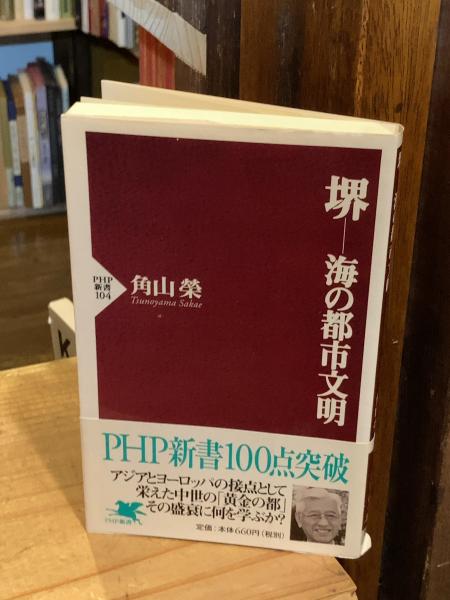 堺―海の都市文明
PHP
新書
104
角山 榮
Tsunoyama Sakae
PHP新書100点突破
アジアとヨーロッパの接点として
栄えた中世の「黄金の都」
その盛衰に何を学ぶか?
定価:本体660円(税別)
PHP新書
K